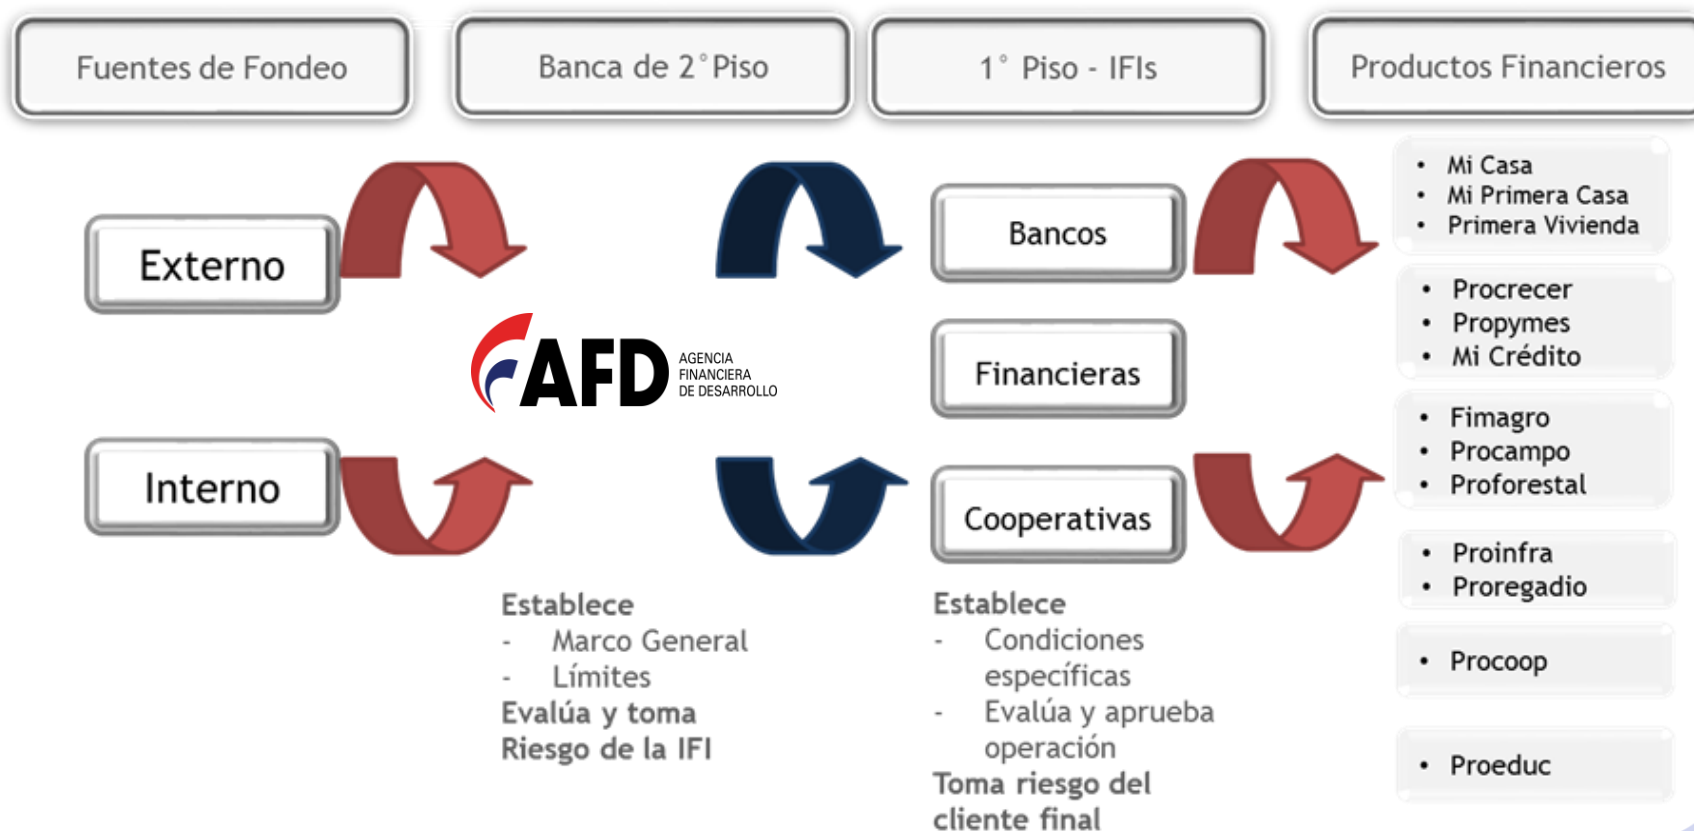 Fuentes de Fondeo
Banca de 2°Piso
1° Piso - IFIs
Productos Financieros
Externo
Interno
AFD
AGENCIA
FINANCIERA
DE DESARROLLO
Establece
- Marco General
- Límites
Evalúa y toma
Riesgo de la IFI
Bancos
Financieras
Cooperativas
Establece
- Condiciones
específicas
- Evalúa y aprueba
operación
Toma riesgo del
cliente final
• Mi Casa
• Mi Primera Casa
• Primera Vivienda
• Procrecer
• Propymes
• Mi Crédito
• Fimagro
• Procampo
• Proforestal
• Proinfra
• Proregadio
• Procoop
• Proeduc